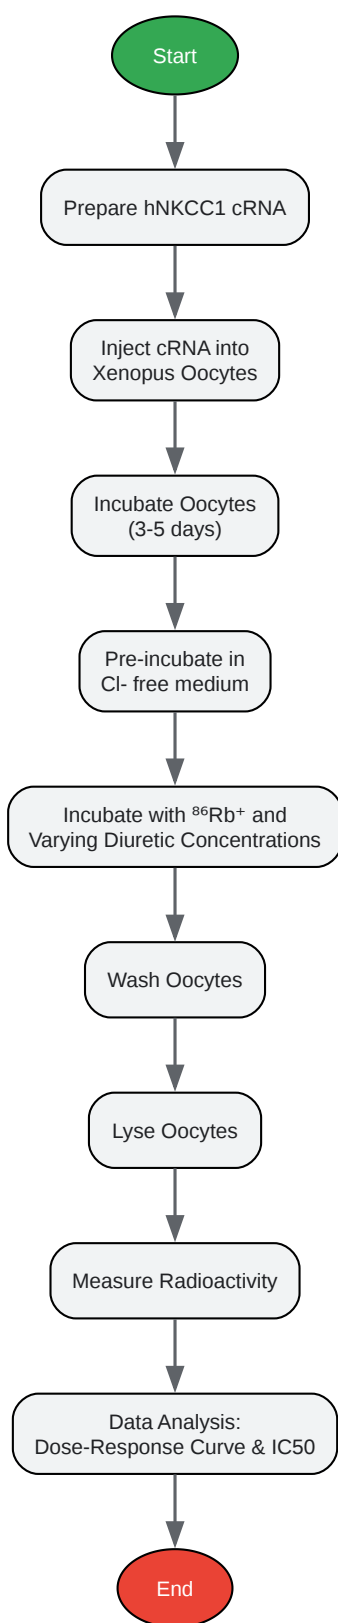 Start
Prepare hNKCC1 cRNA
Inject cRNA into
Xenopus Oocytes
Incubate Oocytes
(3-5 days)
Pre-incubate in
Cl- free medium
Incubate with ⁸⁶Rb⁺ and
Varying Diuretic Concentrations
Wash Oocytes
Lyse Oocytes
Measure Radioactivity
Data Analysis:
Dose-Response Curve & IC50
End